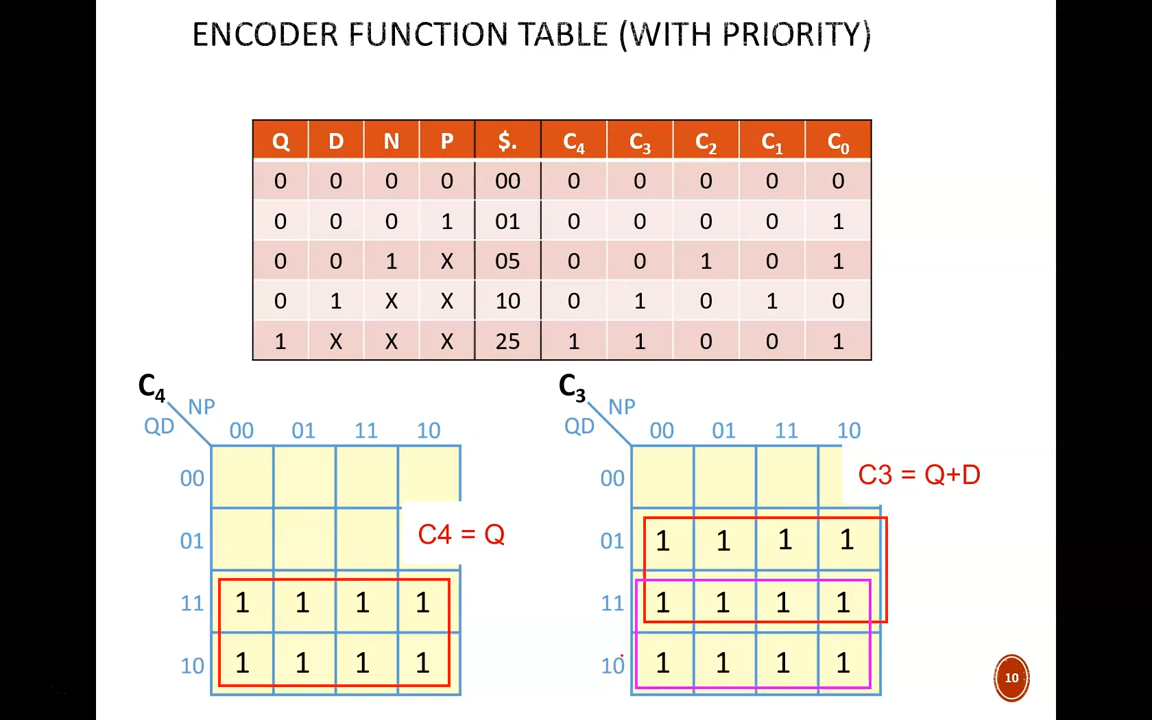 ENCODER FUNCTION TABLE (WITH PRIORITY)
Q D N P $. C4 C3 C2 C1 C0
0 0 0 0 00 0 0 0 0 0
0 0 0 1 01 0 0 0 0 1
0 0 1 X 05 0 0 1 0 1
0 1 X X 10 0 1 0 1 0
1 X X X 25 1 1 0 0 1
C4
NP
QD
00 01 11 10
00
01
C4 = Q
11 1 1 1 1
10 1 1 1 1
C3
NP
QD
00 01 11 10
00
C3 = Q+D
01 1 1 1 1
11 1 1 1 1
10 1 1 1 1
10